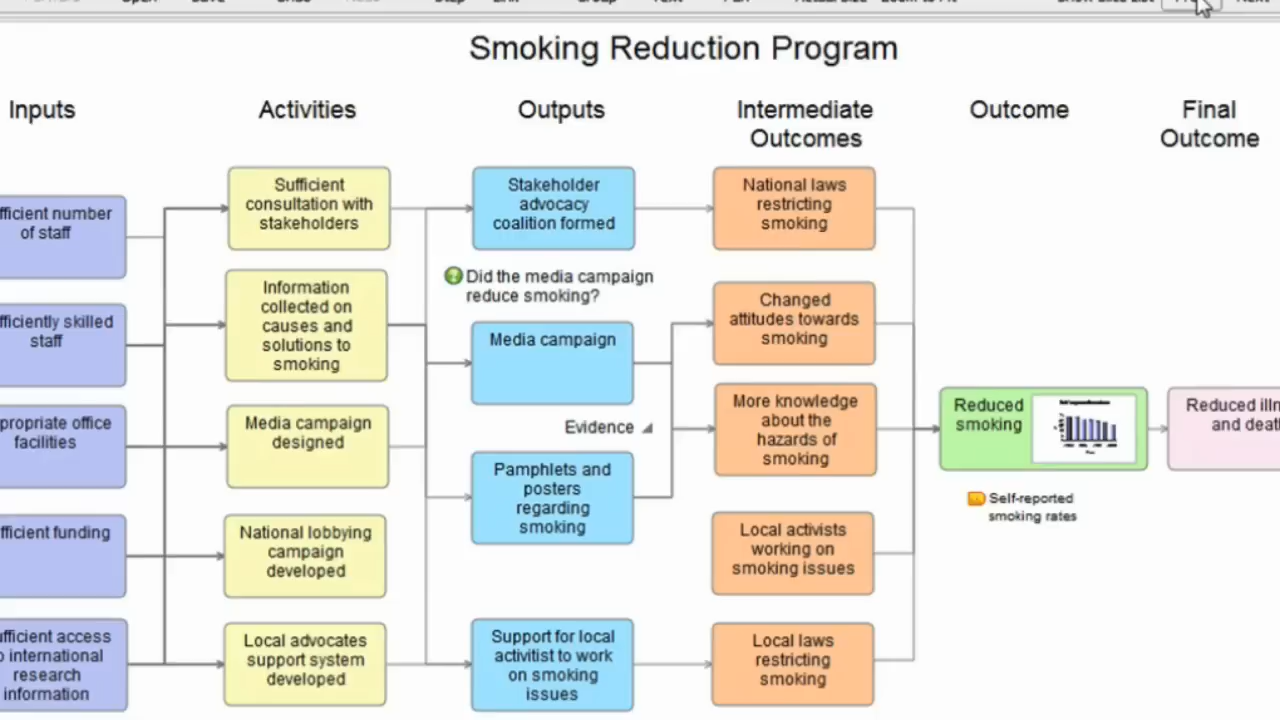 Smoking Reduction Program
Inputs
Activities
Outputs
Intermediate
Outcomes
Outcome
Final
Outcome
fficient number
of staff
fficiently skilled
staff
propriate office
facilities
fficient funding
ufficient access
o international
research
information
Sufficient
consultation with
stakeholders
Information
collected on
causes and
solutions to
smoking
Media campaign
designed
National lobbying
campaign
developed
Local advocates
support system
developed
Stakeholder
advocacy
coalition formed
Did the media campaign
reduce smoking?
Media campaign
Evidence
Pamphlets and
posters
regarding
smoking
Support for local
activitist to work
on smoking
issues
National laws
restricting
smoking
Changed
attitudes towards
smoking
More knowledge
about the
hazards of
smoking
Local activists
working on
smoking issues
Local laws
restricting
smoking
Reduced
smoking
Self-reported
smoking rates
Reduced illn
and deat